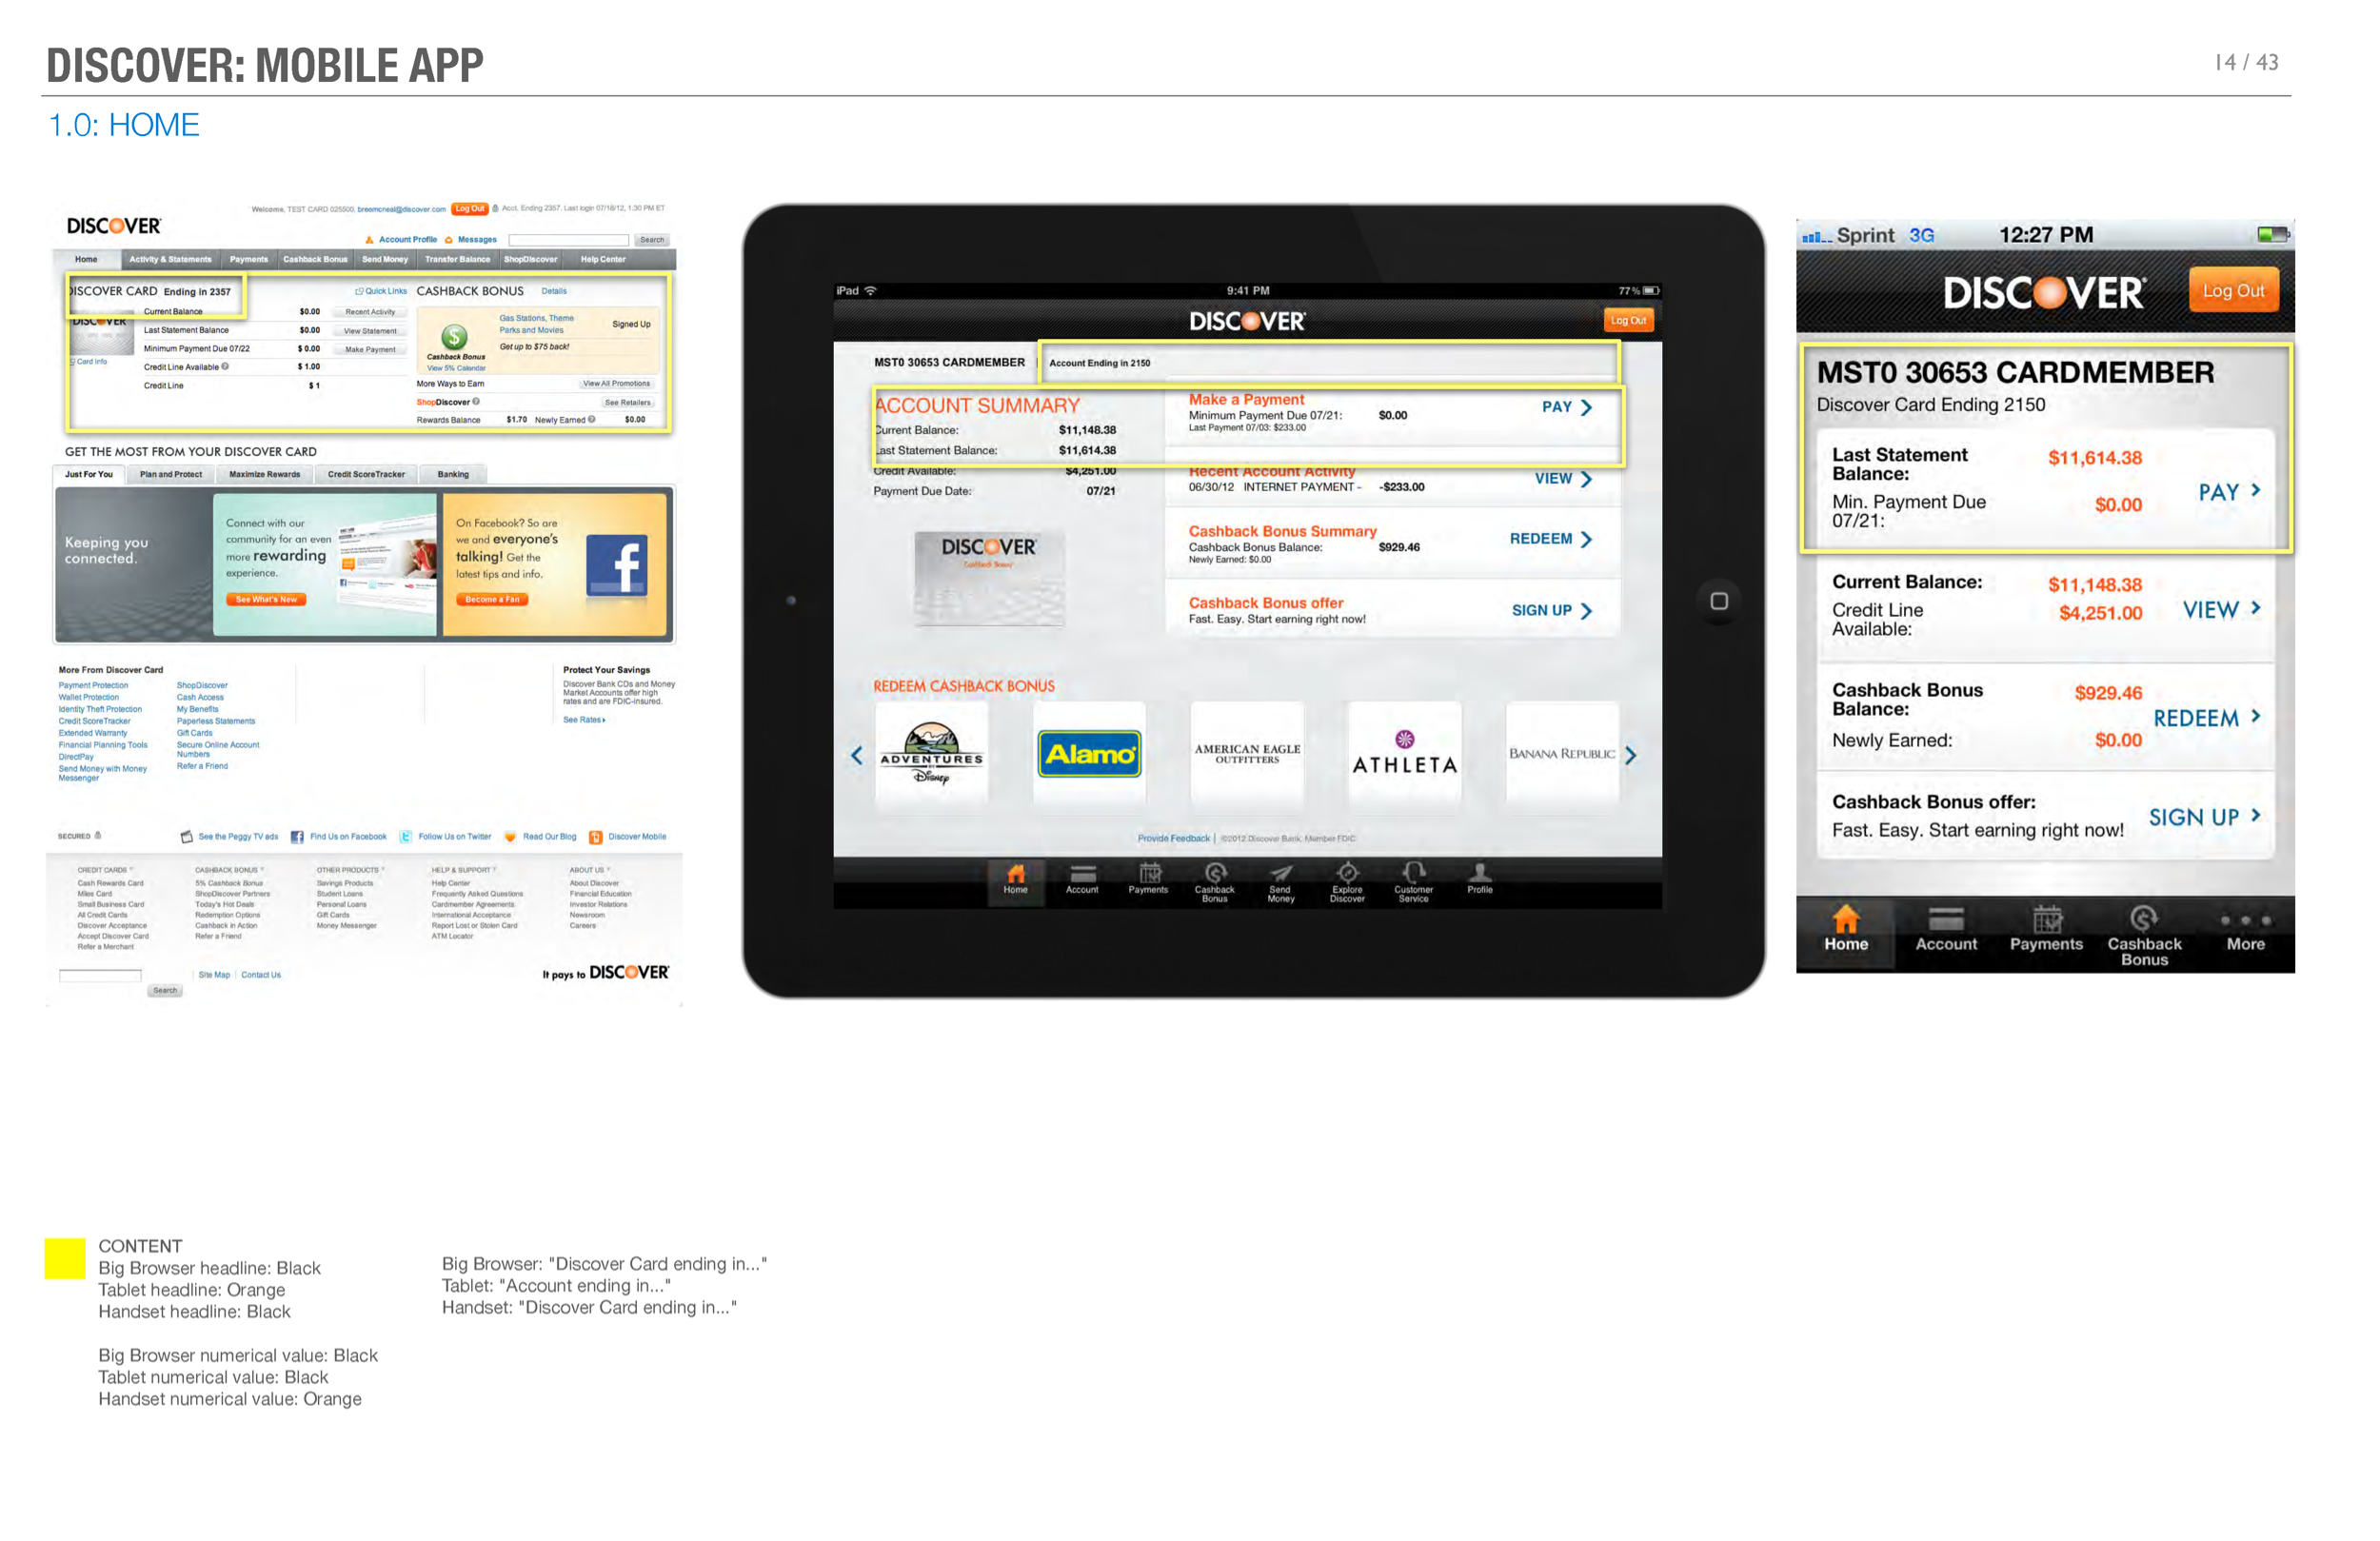 DISCOVER: MOBILE APP
14 / 43
1.0: HOME
Welcome, TEST CARD 025500, breemcreal@discover.com Log Out Acct. Ending 2357. Last login 07/18/12, 1:30 PM ET
DISCOVER
Account Profile Messages Search
Home Activity & Statements Payments Cashback Bonus Send Money Transfer Balance ShopDiscover Help Center
DISCOVER CARD Ending in 2357 Quick Links
Current Balance $0.00 Recent Activity
DISCOVER
Last Statement Balance $0.00 View Statement
Minimum Payment Due 07/22 $ 0.00 Make Payment
Card Info
Credit Line Available $ 1.00
Credit Line $ 1
CASHBACK BONUS Details
Gas Stations, Theme
Parks and Movies
Signed Up
Get up to $75 back!
Cashback Bonus
View 5% Calendar
More Ways to Earn View All Promotions
ShopDiscover See Retailers
Rewards Balance $1.70 Newly Earned $0.00
GET THE MOST FROM YOUR DISCOVER CARD
Just For You Plan and Protect Maximize Rewards Credit ScoreTracker Banking
Keeping you
connected.
Connect with our
community for an even
more rewarding
experience.
See What's New
On Facebook? So are
we and everyone's
talking! Get the
latest tips and info.
Become a Fan
f
More From Discover Card
Payment Protection
Wallet Protection
Identity Theft Protection
Credit ScoreTracker
Extended Warranty
Financial Planning Tools
DirectPay
Send Money with Money
Messenger
ShopDiscover
Cash Access
My Benefits
Paperless Statements
Gift Cards
Secure Online Account
Numbers
Refer a Friend
Protect Your Savings
Discover Bank CDs and Money
Market Accounts offer high
rates and are FDIC-insured.
See Rates
SECURED See the Peggy TV ads Find Us on Facebook Follow Us on Twitter Read Our Blog Discover Mobile
CREDIT CARDS
Cash Rewards Card
Miles Card
Small Business Card
All Credit Cards
Discover Acceptance
Accept Discover Card
Refer a Merchant
CASHBACK BONUS
5% Cashback Bonus
ShopDiscover Partners
Today's Hot Deals
Redemption Options
Cashback in Action
Refer a Friend
OTHER PRODUCTS
Savings Products
Student Loans
Personal Loans
Gift Cards
Money Messenger
HELP & SUPPORT
Help Center
Frequently Asked Questions
Cardmember Agreements
International Acceptance
Report Lost or Stolen Card
ATM Locator
ABOUT US
About Discover
Financial Education
Investor Relations
Newsroom
Careers
Search
Site Map | Contact Us
It pays to DISCOVER
iPad 9:41 PM 77%
DISCOVER Log Out
MST0 30653 CARDMEMBER Account Ending in 2150
ACCOUNT SUMMARY
Current Balance: $11,148.38
Last Statement Balance: $11,614.38
Credit Available: $4,251.00
Payment Due Date: 07/21
DISCOVER
Cashback Bonus
Make a Payment
Minimum Payment Due 07/21: $0.00
Last Payment 07/03: $233.00
PAY
Recent Account Activity
06/30/12 INTERNET PAYMENT - -$233.00
VIEW
Cashback Bonus Summary
Cashback Bonus Balance: $929.46
Newly Earned: $0.00
REDEEM
Cashback Bonus offer
Fast. Easy. Start earning right now!
SIGN UP
REDEEM CASHBACK BONUS
ADVENTURES
BY
Disney
Alamo
AMERICAN EAGLE
OUTFITTERS
ATHLETA
BANANA REPUBLIC
Provide Feedback | ©2012 Discover Bank, Member FDIC
Home Account Payments Cashback Bonus Send Money Explore Discover Customer Service Profile
Sprint 3G 12:27 PM
DISCOVER Log Out
MST0 30653 CARDMEMBER
Discover Card Ending 2150
Last Statement
Balance:
$11,614.38
Min. Payment Due
07/21:
$0.00
PAY
Current Balance: $11,148.38
Credit Line
Available:
$4,251.00
VIEW
Cashback Bonus
Balance:
$929.46
REDEEM
Newly Earned: $0.00
Cashback Bonus offer:
Fast. Easy. Start earning right now!
SIGN UP
Home Account Payments Cashback Bonus More
CONTENT
Big Browser headline: Black
Tablet headline: Orange
Handset headline: Black
Big Browser numerical value: Black
Tablet numerical value: Black
Handset numerical value: Orange
Big Browser: "Discover Card ending in..."
Tablet: "Account ending in..."
Handset: "Discover Card ending in..."